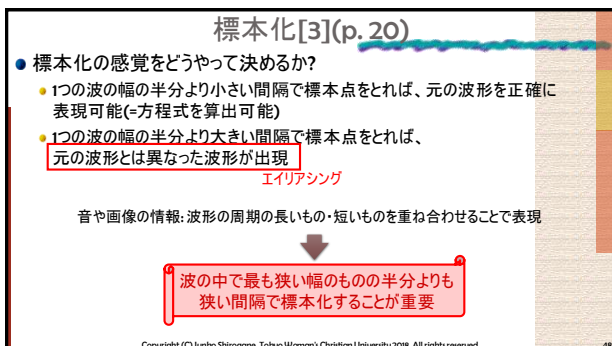 標本化[3](p. 20)
標本化の感覚をどうやって決めるか?
1つの波の幅の半分より小さい間隔で標本点をとれば、元の波形を正確に
表現可能(=方程式を算出可能)
1つの波の幅の半分より大きい間隔で標本点をとれば、
元の波形とは異なった波形が出現
エイリアシング
音や画像の情報: 波形の周期の長いもの・短いものを重ね合わせることで表現
波の中で最も狭い幅のものの半分よりも
狭い間隔で標本化することが重要
Copyright (C) Junko Shirogane, Tokyo Woman's Christian University 2018. All rights reserved.